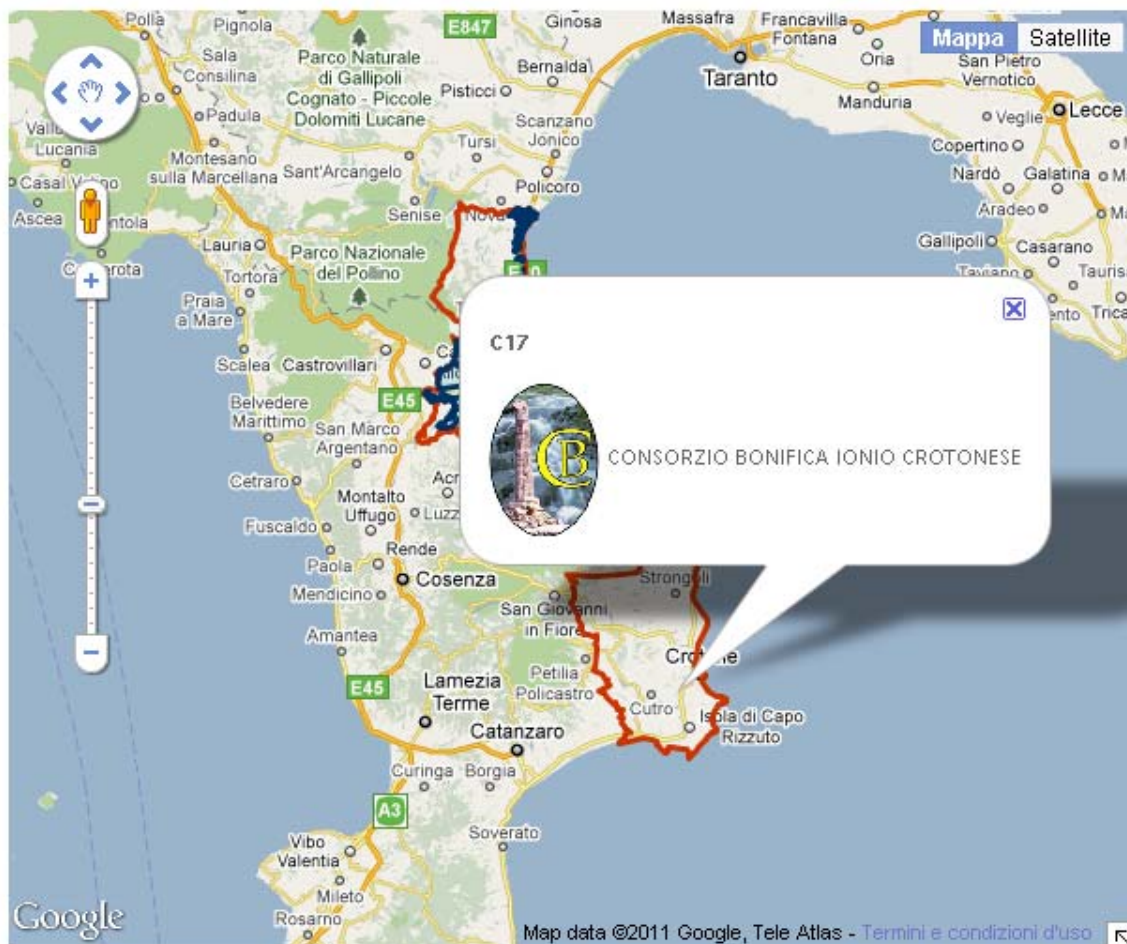 Polla
Pignola
E847
Ginosa
Massafra
Francavilla
Fontana
Mappa
Satellite
Sala
Consilina
Parco Naturale
di Gallipoli
Cognato - Piccole
Dolomiti Lucane
Bernalda
Taranto
Oria
San Pietro
Vernotico
Pisticci
Manduria
Lecce
Padula
Scanzano
Jonico
Veglie
Lucania
Montesano
sulla Marcellana
Tursi
Copertino
Sant'Arcangelo
Policoro
Nardò
Galatina
Ascea
Senise
Aradeo
Lauria
Parco Nazionale
del Pollino
Gallipoli
Casarano
Tortora
Taviano
Praia
a Mare
C17
Scalea
Castrovillari
E45
Belvedere
Marittimo
San Marco
Argentano
CB
CONSORZIO BONIFICA IONIO CROTONESE
Cetraro
Montalto
Uffugo
Fuscaldo
Rende
Paola
Cosenza
Strongoli
Mendicino
San Giovanni
in Fiore
Amantea
Crotone
Petilia
Policastro
E45
Lamezia
Terme
Cutro
Isola di Capo
Rizzuto
Catanzaro
Curinga
Borgia
A3
Soverato
Vibo
Valentia
Mileto
Google
Rosarno
Map data ©2011 Google, Tele Atlas - Termini e condizioni d'uso